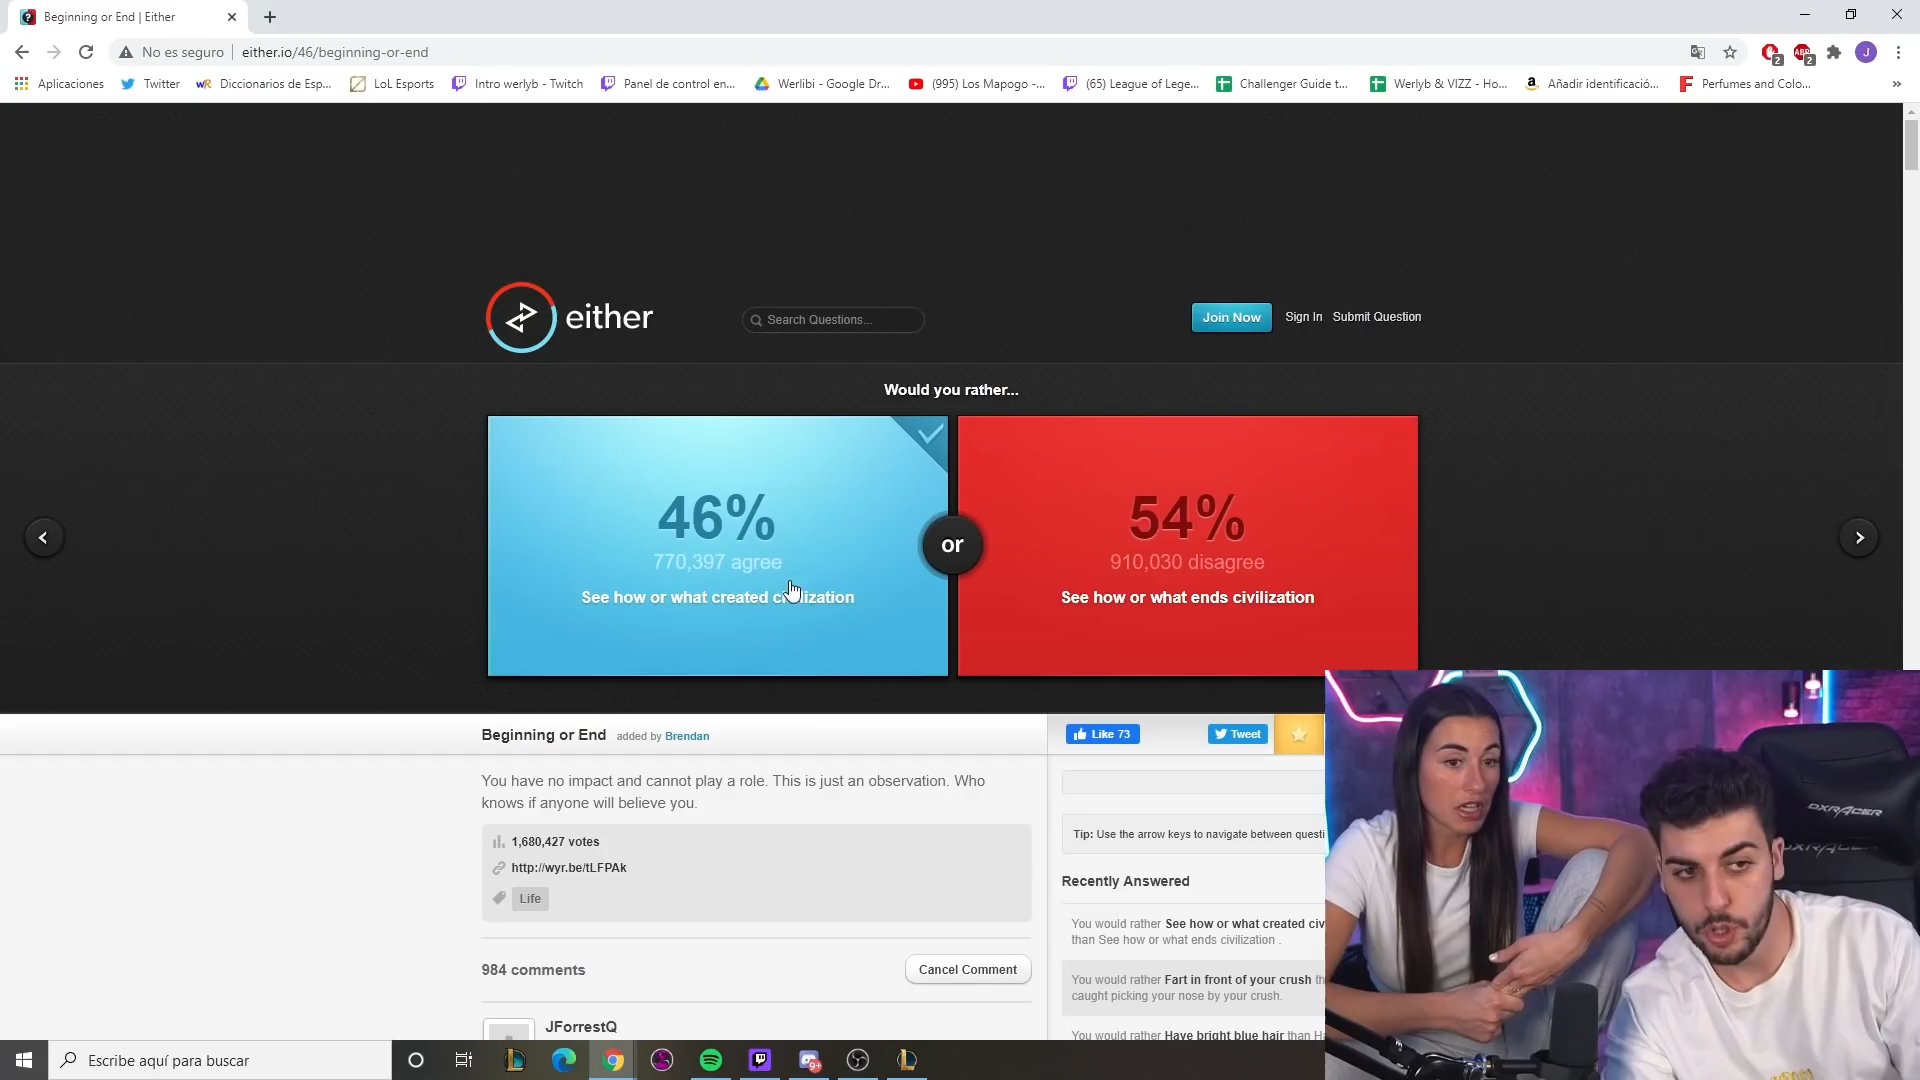 Beginning or End | Either
No es seguro
either.io/46/beginning-or-end
2
2
J
Aplicaciones
Twitter
Diccionarios de Esp...
LoL Esports
Intro werlyb - Twitch
Panel de control en...
Werlibi - Google Dr...
(995) Los Mapogo -...
(65) League of Lege...
Challenger Guide t...
Werlyb & VIZZ - Ho...
Añadir identificació...
Perfumes and Colo...
either
Search Questions...
Join Now
Sign In
Submit Question
Would you rather...
46%
770,397 agree
See how or what created civilization
or
54%
910,030 disagree
See how or what ends civilization
Beginning or End
added by Brendan
Like 73
Tweet
You have no impact and cannot play a role. This is just an observation. Who
knows if anyone will believe you.
1,680,427 votes
http://wyr.be/tLFPAk
Life
984 comments
Cancel Comment
JForrestQ
Tip: Use the arrow keys to navigate between questi
Recently Answered
You would rather See how or what created civ
than See how or what ends civilization .
You would rather Fart in front of your crush th
caught picking your nose by your crush.
You would rather Have bright blue hair than Ha
DXRACER
Escribe aquí para buscar
9+